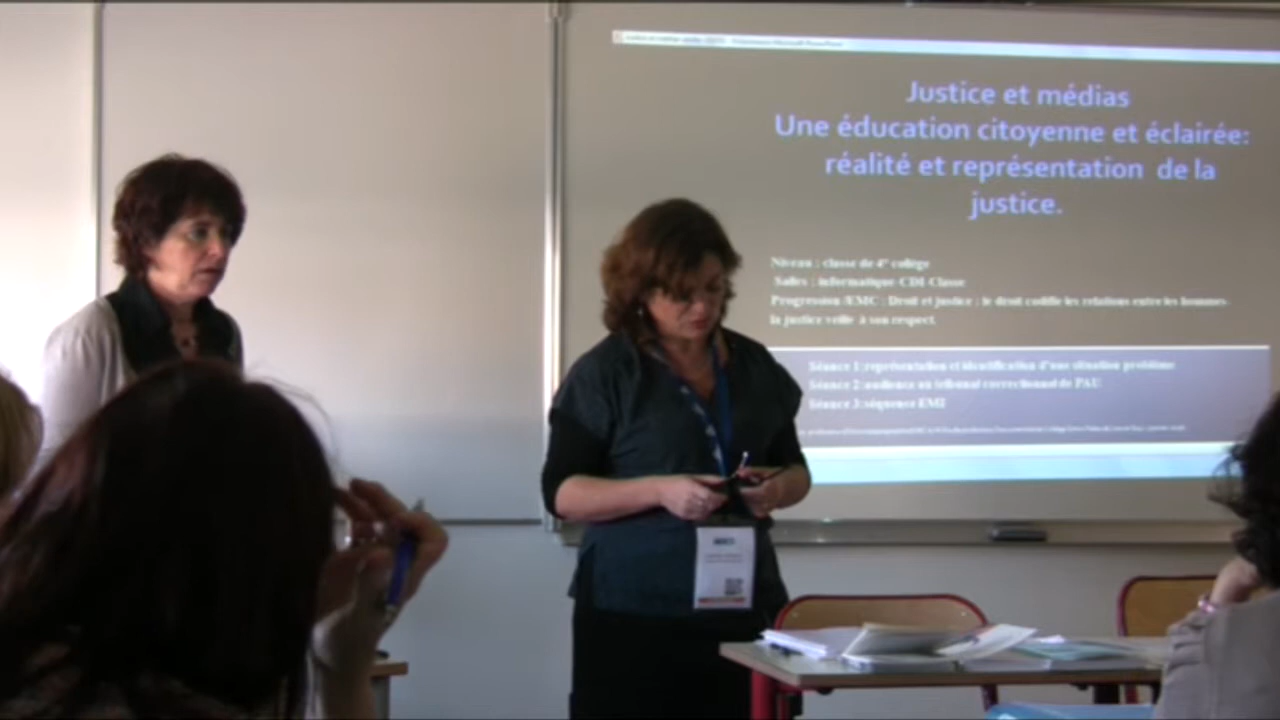 Justice et médias
Une éducation citoyenne et éclairée:
réalité et représentation de la
justice.
Niveau : classe de 4e collège
Salles : informatique-CDI-Classe
Progression /EMC : Droit et justice : le droit codifie les relations entre les hommes-
la justice veille à son respect.
Séance 1:représentation et identification d'une situation problème
Séance 2:audience au tribunal correctionnel de PAU
Séance 3:séquence EMI